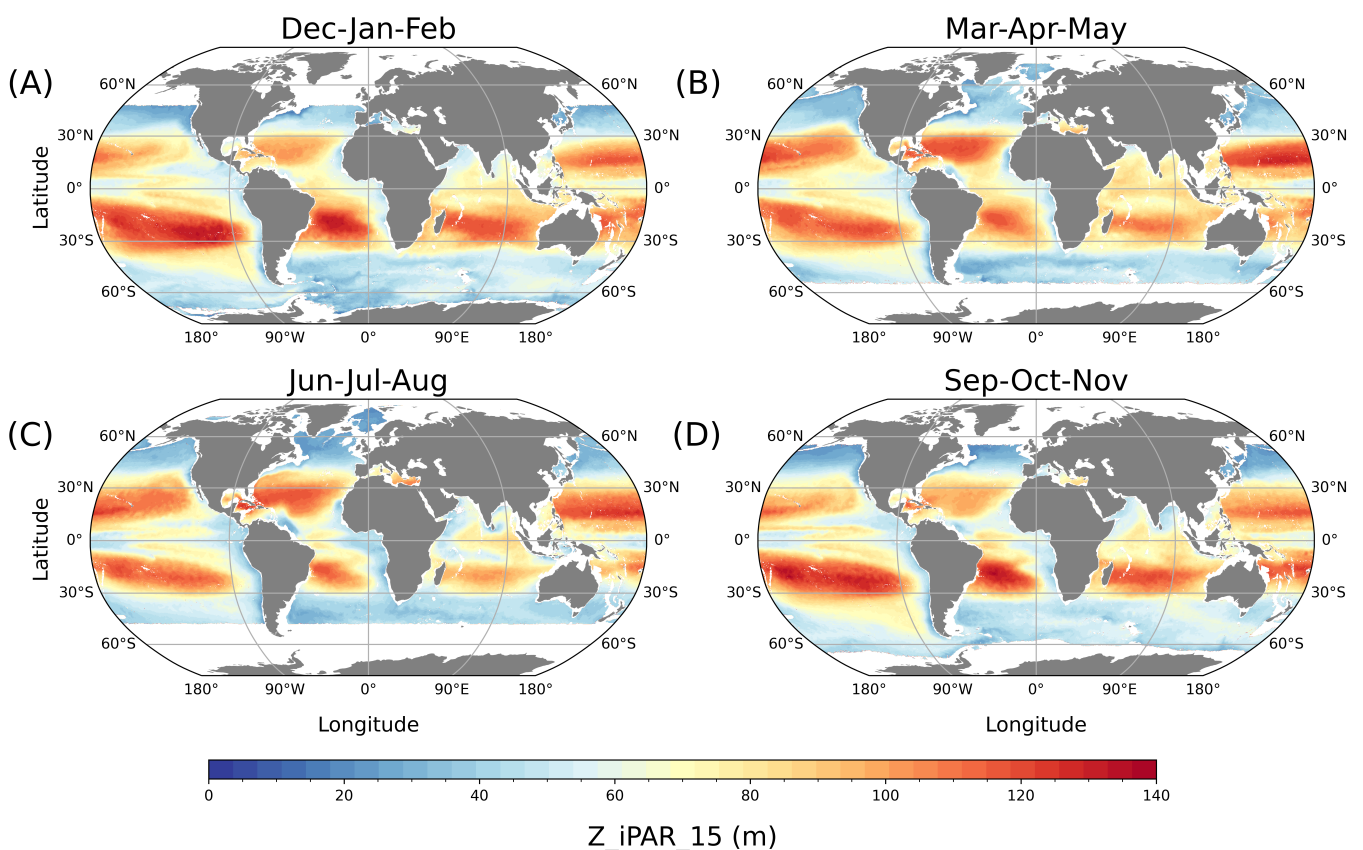 Dec-Jan-Feb
Mar-Apr-May
(A)
(B)
60°N
60°N
60°N
60°N
30°N
30°N
30°N
30°N
Latitude
0°
0°
0°
0°
30°S
30°S
30°S
30°S
60°S
60°S
60°S
60°S
180°
90°W
0°
90°E
180°
180°
90°W
0°
90°E
180°
Jun-Jul-Aug
Sep-Oct-Nov
(C)
(D)
60°N
60°N
60°N
60°N
30°N
30°N
30°N
30°N
Latitude
0°
0°
0°
0°
30°S
30°S
30°S
30°S
60°S
60°S
60°S
60°S
180°
90°W
0°
90°E
180°
180°
90°W
0°
90°E
180°
Longitude
Longitude
0 20 40 60 80 100 120 140
Z_iPAR_15 (m)